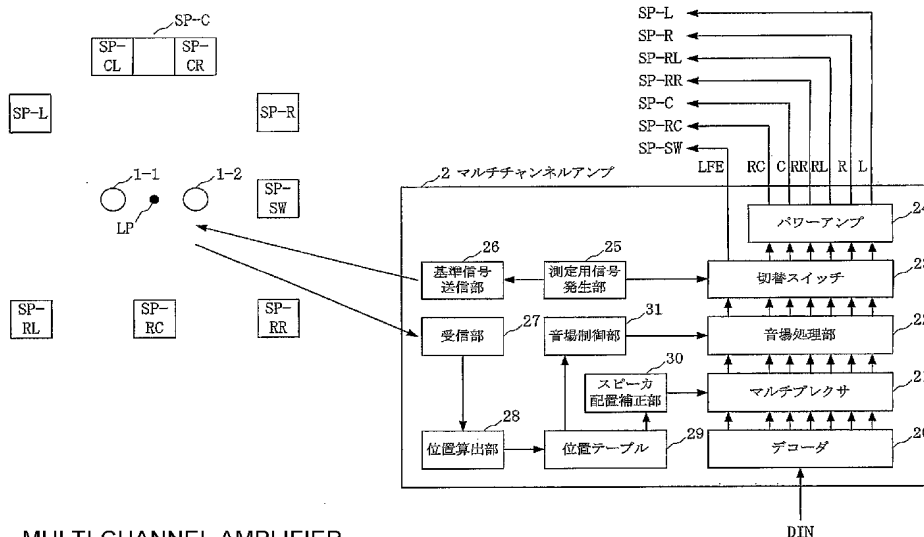 SP-C
SP-
CL
SP-
CR
SP-L
SP-R
1-1
1-2
LP
SP-
SW
SP-
RL
SP-
RC
SP-
RR
SP-L
SP-R
SP-RL
SP-RR
SP-C
SP-RC
SP-SW
LFE
RC
C
RR
RL
R
L
2 マルチチャンネルアンプ
24
パワーアンプ
26
基準信号
送信部
25
測定用信号
発生部
切替スイッチ
27
受信部
31
音場制御部
音場処理部
30
スピーカ
配置補正部
マルチプレクサ
28
位置算出部
位置テーブル
29
デコーダ
20
DIN
MULTI CHANNEL AMPLIFIER